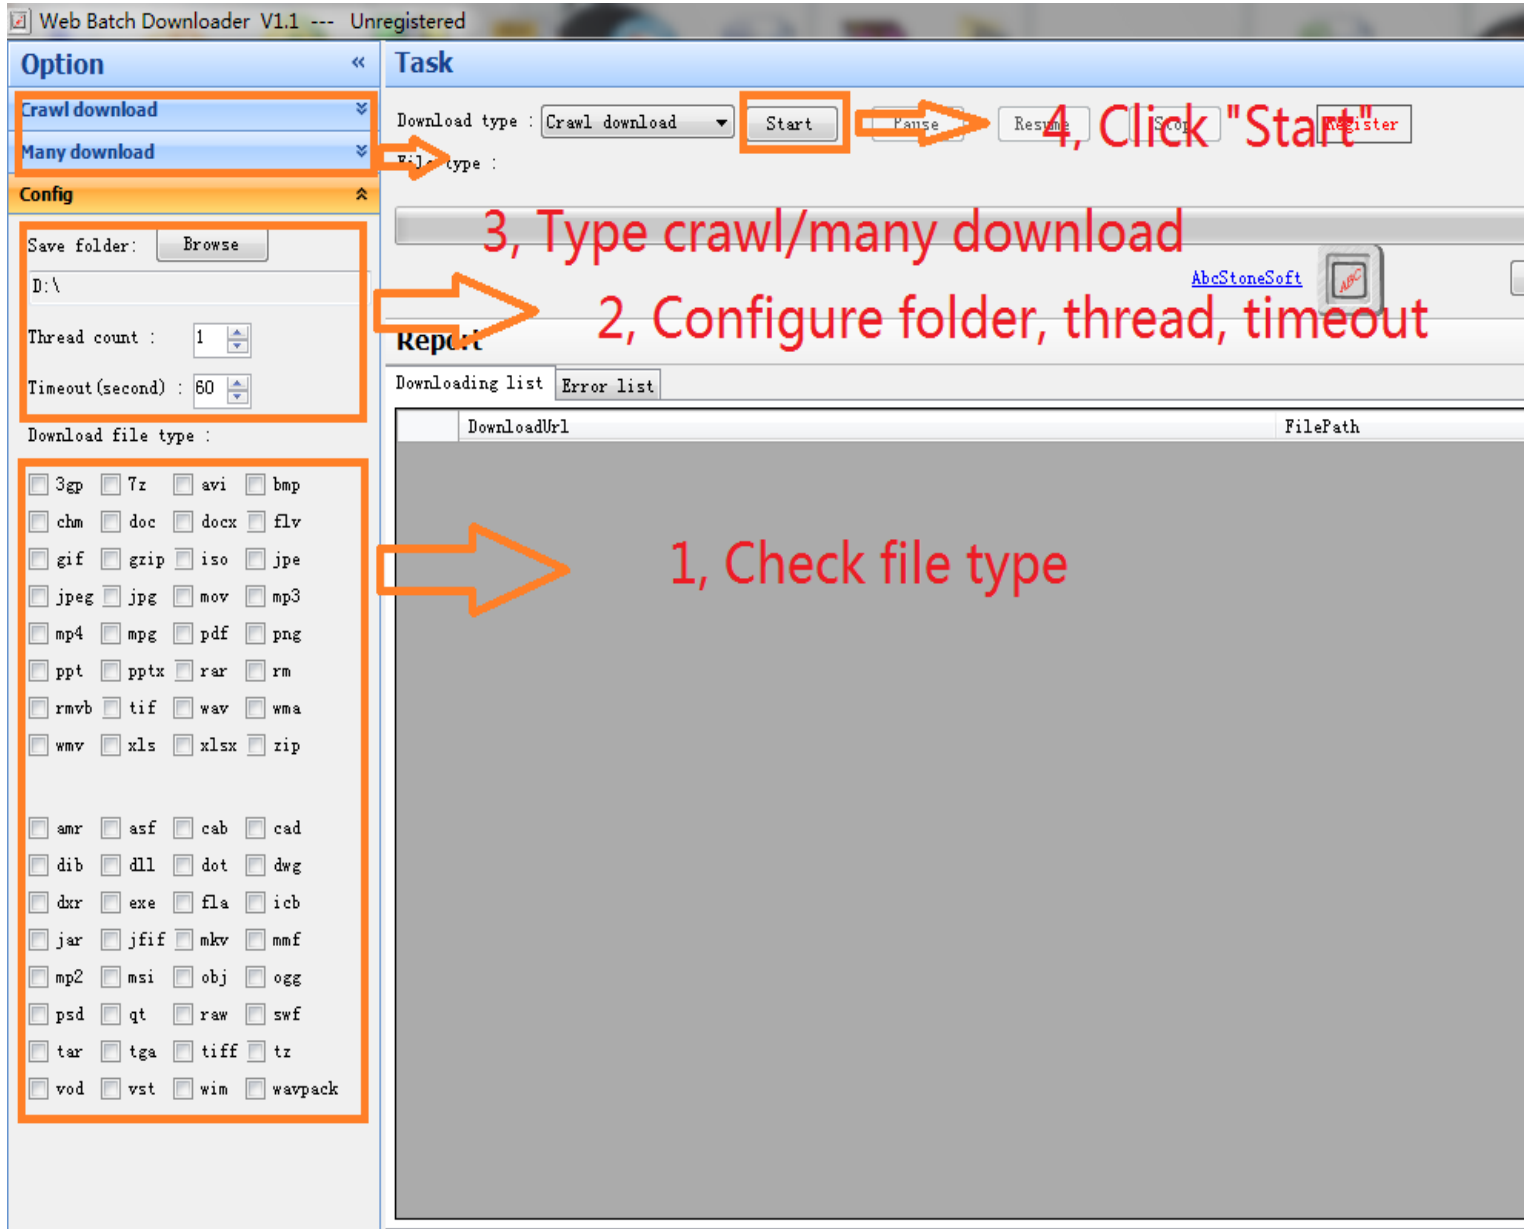 Web Batch Downloader V1.1 --- Unregistered
Option «
Crawl download
Many download
Config
Save folder: Browse
D:\
Thread count : 1
Timeout(second) : 60
Download file type :
3gp 7z avi bmp
chm doc docx flv
gif gzip iso jpe
jpeg jpg mov mp3
mp4 mpg pdf png
ppt pptx rar rm
rmvb tif wav wma
wmv xls xlsx zip
amr asf cab cad
dib dll dot dwg
dxr exe fla icb
jar jfif mkv mmf
mp2 msi obj ogg
psd qt raw swf
tar tga tiff tz
vod vst wim wavpack
Task
Download type : Crawl download Start Pause Resume Stop Register
4, Click "Start"
File type :
3, Type crawl/many download
AbcStoneSoft ABC
2, Configure folder, thread, timeout
Report
Downloading list Error list
DownloadUrl FilePath
1, Check file type